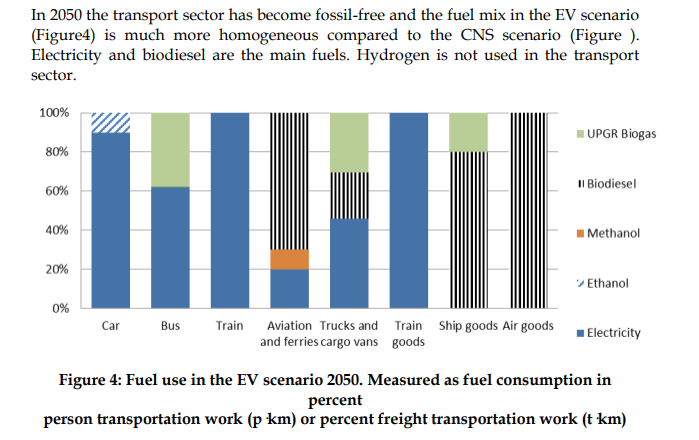 In 2050 the transport sector has become fossil-free and the fuel mix in the EV scenario
(Figure4) is much more homogeneous compared to the CNS scenario (Figure ).
Electricity and biodiesel are the main fuels. Hydrogen is not used in the transport
sector.
100%
80%
60%
40%
20%
0%
Car
Bus
Train
Aviation and ferries
Trucks and cargo vans
Train goods
Ship goods
Air goods
UPGR Biogas
Biodiesel
Methanol
Ethanol
Electricity
Figure 4: Fuel use in the EV scenario 2050. Measured as fuel consumption in
percent
person transportation work (p·km) or percent freight transportation work (t·km)